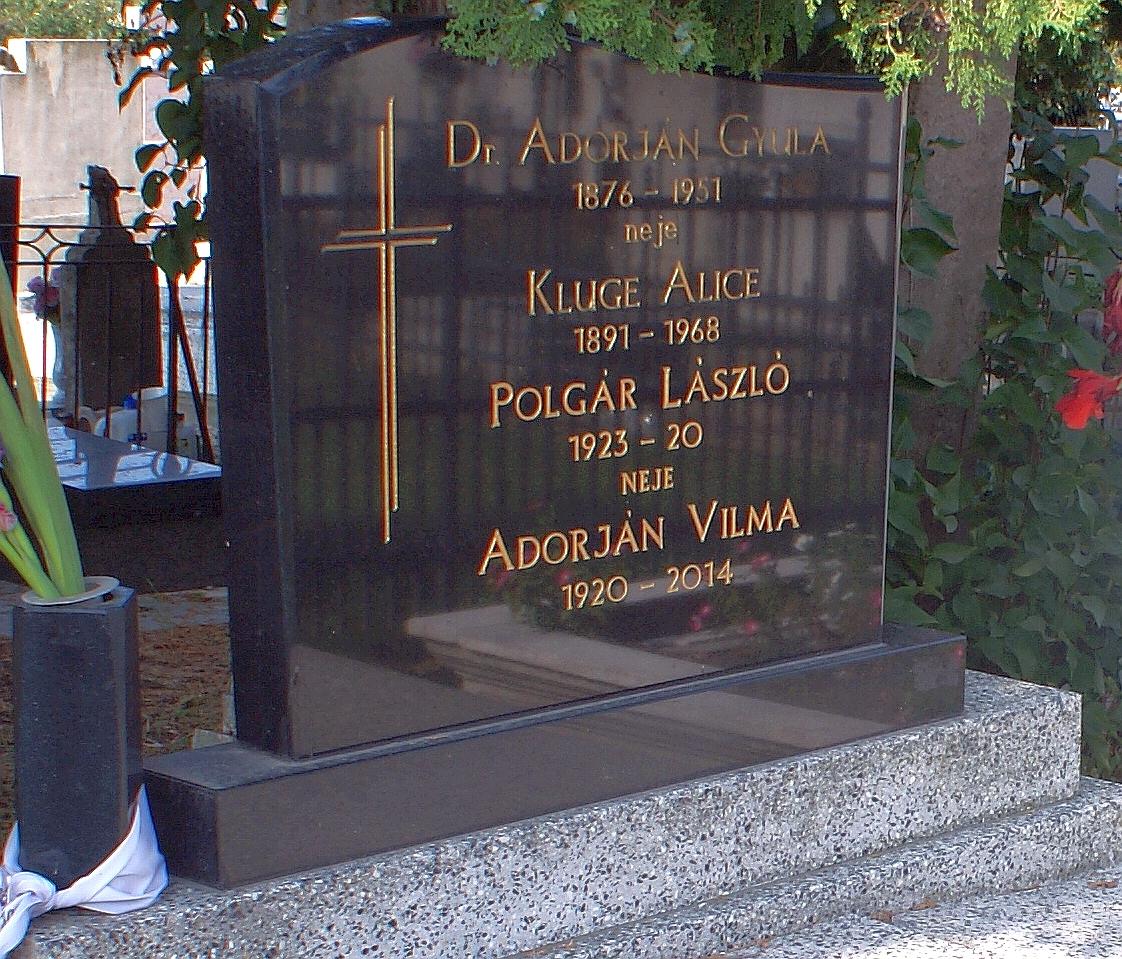 Dr. ADORJÁN GYULA
1876 - 1951
neje
KLUGE ALICE
1891 - 1968
POLGÁR LÁSZLÓ
1923 - 20
NEJE
ADORJÁN VILMA
1920 - 2014